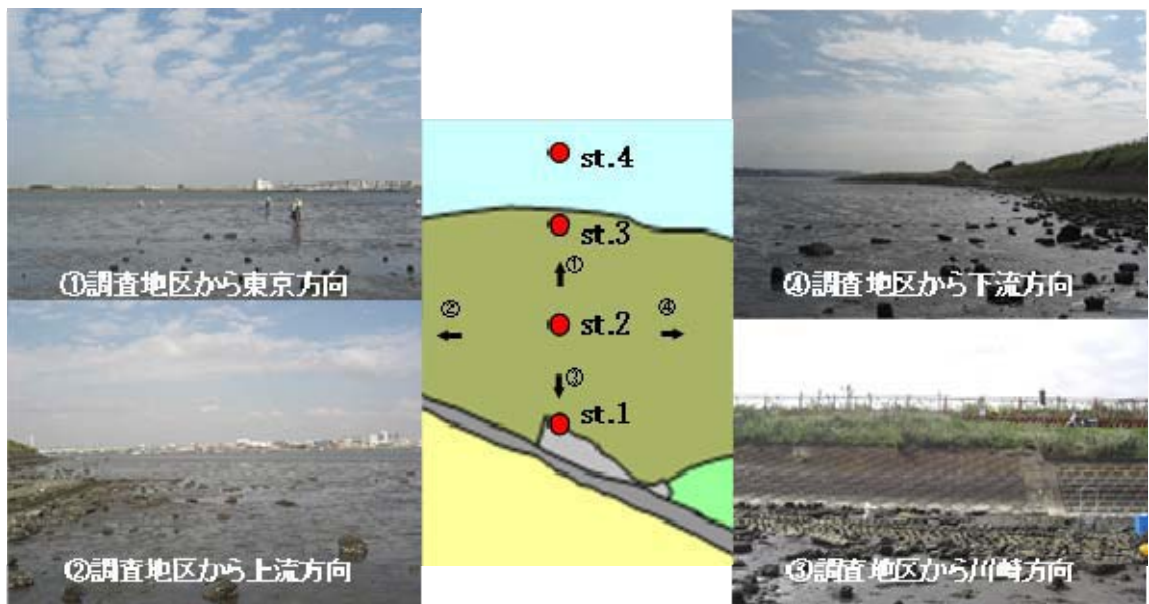 ①調査地区から東京方向
②調査地区から上流方向
st.4
st.3
①
②
st.2
④
③
st.1
④調査地区から下流方向
③調査地区から川崎方向